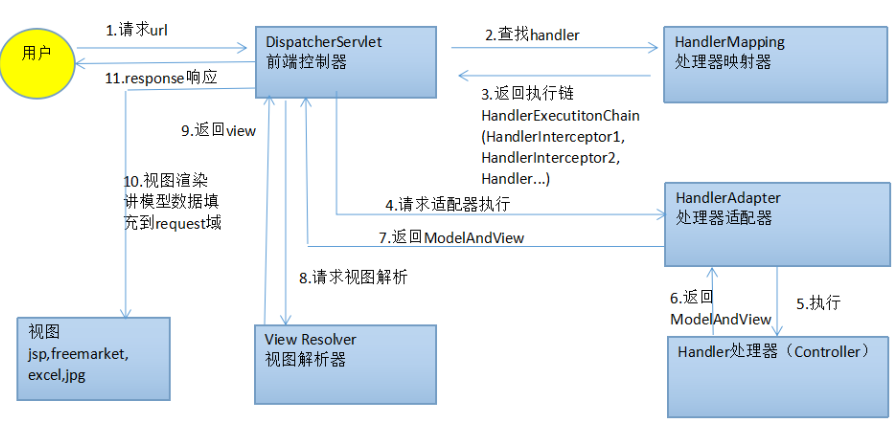 1.请求url
用户
DispatcherServlet
前端控制器
2.查找handler
HandlerMapping
处理器映射器
11.response响应
3.返回执行链
HandlerExecutitonChain
(HandlerInterceptor1,
HandlerInterceptor2,
Handler...)
9.返回view
10.视图渲染
讲模型数据填
充到request域
4.请求适配器执行
HandlerAdapter
处理器适配器
7.返回ModelAndView
8.请求视图解析
6.返回
ModelAndView
5.执行
视图
jsp,freemarket,
excel,jpg
View Resolver
视图解析器
Handler处理器（Controller）